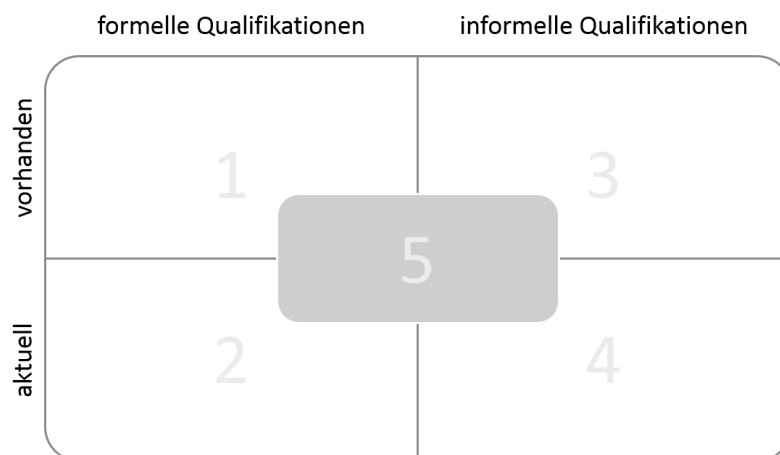 formelle Qualifikationen
informelle Qualifikationen
vorhanden
1
3
5
aktuell
2
4